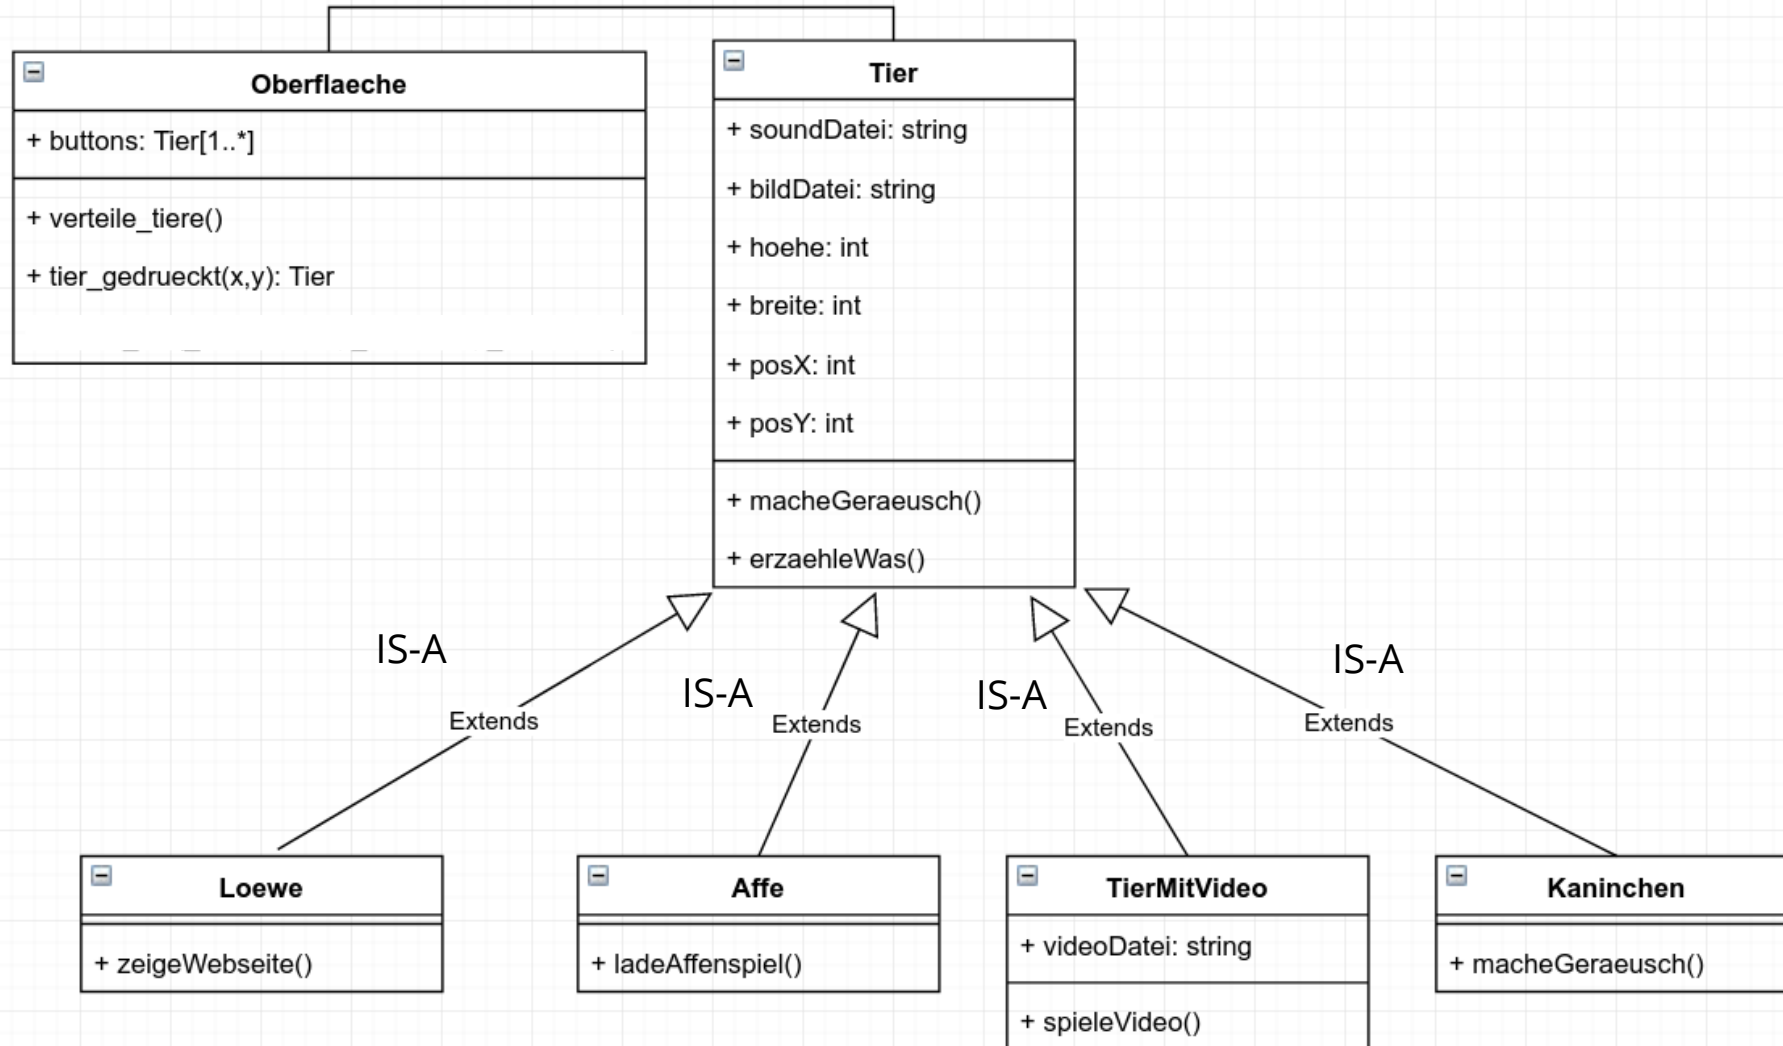 Oberflaeche
+ buttons: Tier[1..*]
+ verteile_tiere()
+ tier_gedrueckt(x,y): Tier
Tier
+ soundDatei: string
+ bildDatei: string
+ hoehe: int
+ breite: int
+ posX: int
+ posY: int
+ macheGeraeusch()
+ erzaehleWas()
IS-A
Extends
IS-A
Extends
IS-A
Extends
IS-A
Extends
Loewe
+ zeigeWebseite()
Affe
+ ladeAffenspiel()
TierMitVideo
+ videoDatei: string
+ spieleVideo()
Kaninchen
+ macheGeraeusch()